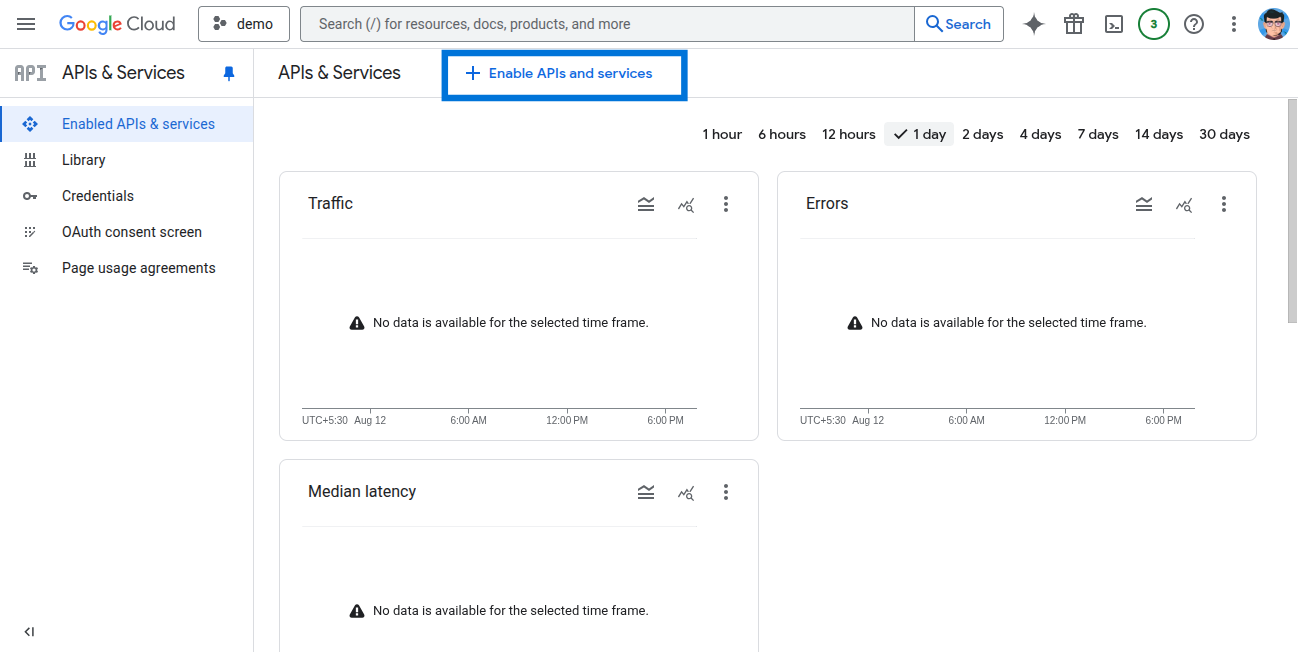 Google Cloud
demo
Search (/) for resources, docs, products, and more
Search
3
API
APIs & Services
APIs & Services
Enable APIs and services
Enabled APIs & services
Library
Credentials
OAuth consent screen
Page usage agreements
1 hour 6 hours 12 hours 1 day 2 days 4 days 7 days 14 days 30 days
Traffic
No data is available for the selected time frame.
UTC+5:30 Aug 12 6:00 AM 12:00 PM 6:00 PM
Errors
No data is available for the selected time frame.
UTC+5:30 Aug 12 6:00 AM 12:00 PM 6:00 PM
Median latency
No data is available for the selected time frame.